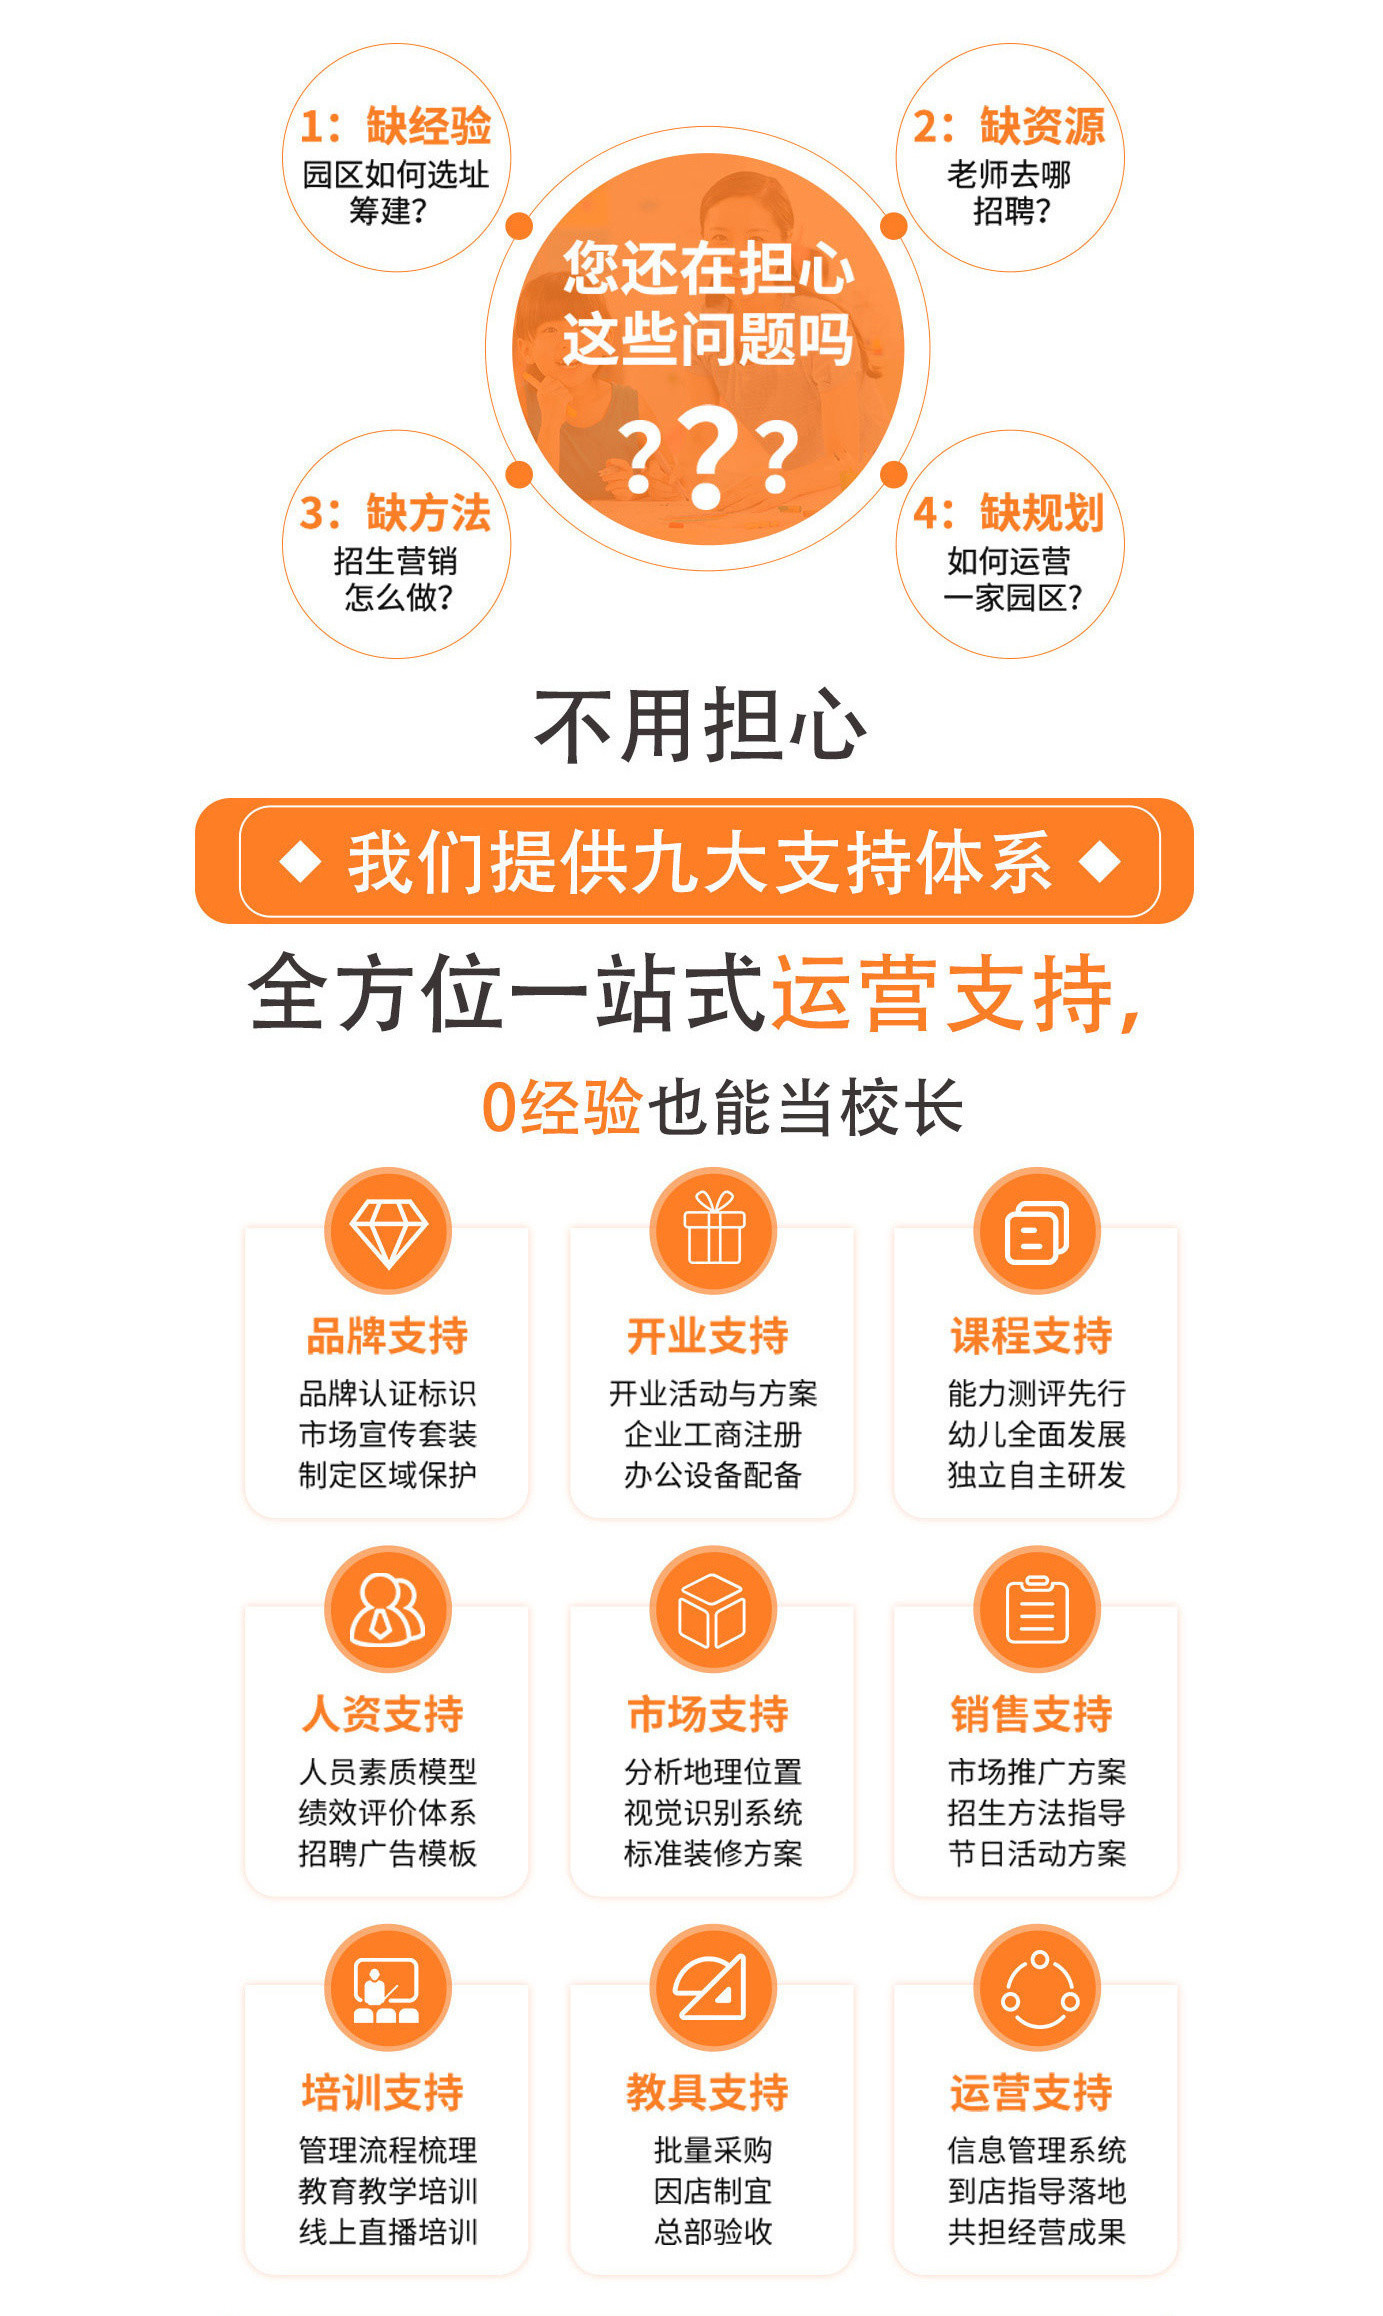 1：缺经验
园区如何选址
筹建？
2：缺资源
老师去哪
招聘？
您还在担心
这些问题吗
???
3：缺方法
招生营销
怎么做？
4：缺规划
如何运营
一家园区?
不用担心
我们提供九大支持体系
全方位一站式运营支持,
0经验也能当校长
品牌支持
品牌认证标识
市场宣传套装
制定区域保护
开业支持
开业活动与方案
企业工商注册
办公设备配备
课程支持
能力测评先行
幼儿全面发展
独立自主研发
人资支持
人员素质模型
绩效评价体系
招聘广告模板
市场支持
分析地理位置
视觉识别系统
标准装修方案
销售支持
市场推广方案
招生方法指导
节日活动方案
培训支持
管理流程梳理
教育教学培训
线上直播培训
教具支持
批量采购
因店制宜
总部验收
运营支持
信息管理系统
到店指导落地
共担经营成果